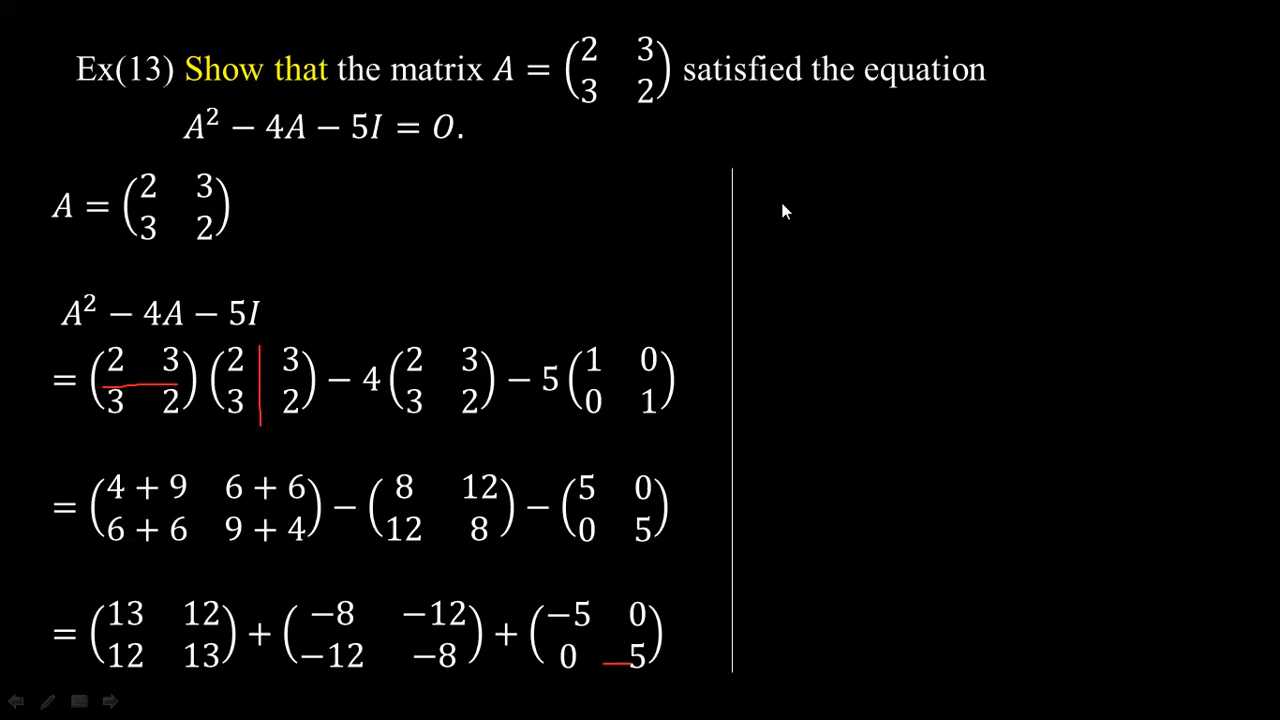 Ex(13) Show that the matrix A = (2 3
3 2) satisfied the equation
A² − 4A − 5I = O.
A = (2 3
3 2)
A² − 4A − 5I
= (2 3
3 2)(2 3
3 2) − 4(2 3
3 2) − 5(1 0
0 1)
= (4 + 9 6 + 6
6 + 6 9 + 4) − (8 12
12 8) − (5 0
0 5)
= (13 12
12 13) + (−8 −12
−12 −8) + (−5 0
0 −5)